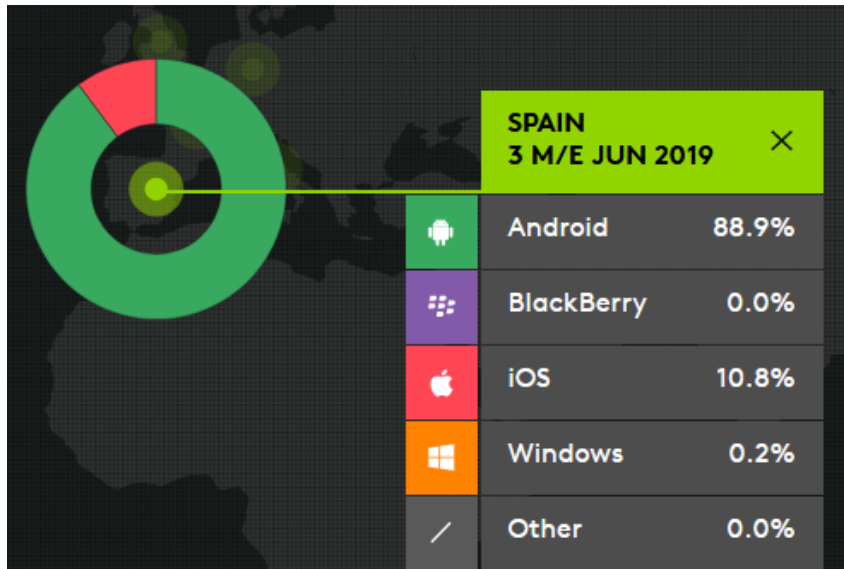 SPAIN
3 M/E JUN 2019
Android 88.9%
BlackBerry 0.0%
iOS 10.8%
Windows 0.2%
Other 0.0%